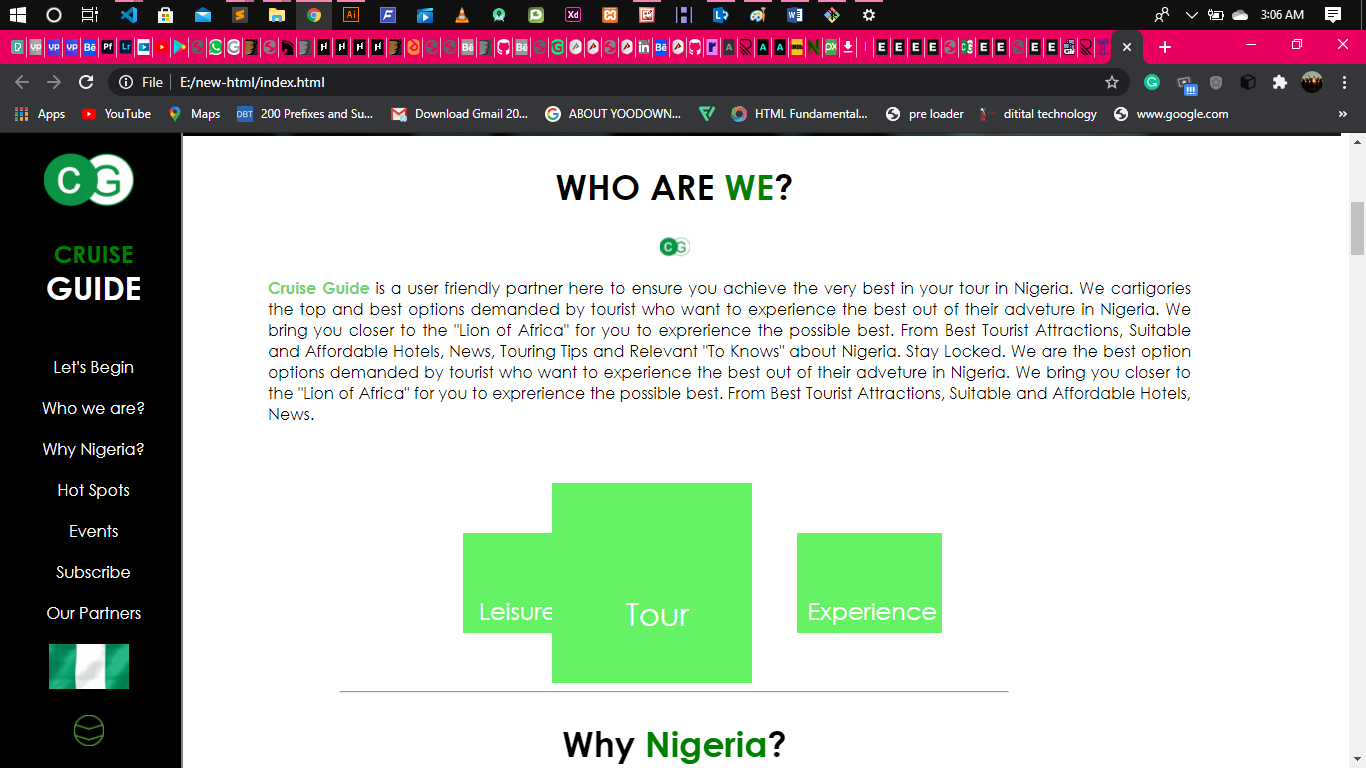 3:06 AM
File
E:/new-html/index.html
Apps
YouTube
Maps
200 Prefixes and Su...
Download Gmail 20...
ABOUT YOODOWN...
HTML Fundamental...
pre loader
ditital technology
www.google.com
»
CG
CRUISE
GUIDE
Let's Begin
Who we are?
Why Nigeria?
Hot Spots
Events
Subscribe
Our Partners
WHO ARE WE?
CG
Cruise Guide is a user friendly partner here to ensure you achieve the very best in your tour in Nigeria. We cartigories
the top and best options demanded by tourist who want to experience the best out of their adveture in Nigeria. We
bring you closer to the "Lion of Africa" for you to exprerience the possible best. From Best Tourist Attractions, Suitable
and Affordable Hotels, News, Touring Tips and Relevant "To Knows" about Nigeria. Stay Locked. We are the best option
options demanded by tourist who want to experience the best out of their adveture in Nigeria. We bring you closer to
the "Lion of Africa" for you to exprerience the possible best. From Best Tourist Attractions, Suitable and Affordable Hotels,
News.
Leisure
Tour
Experience
Why Nigeria?